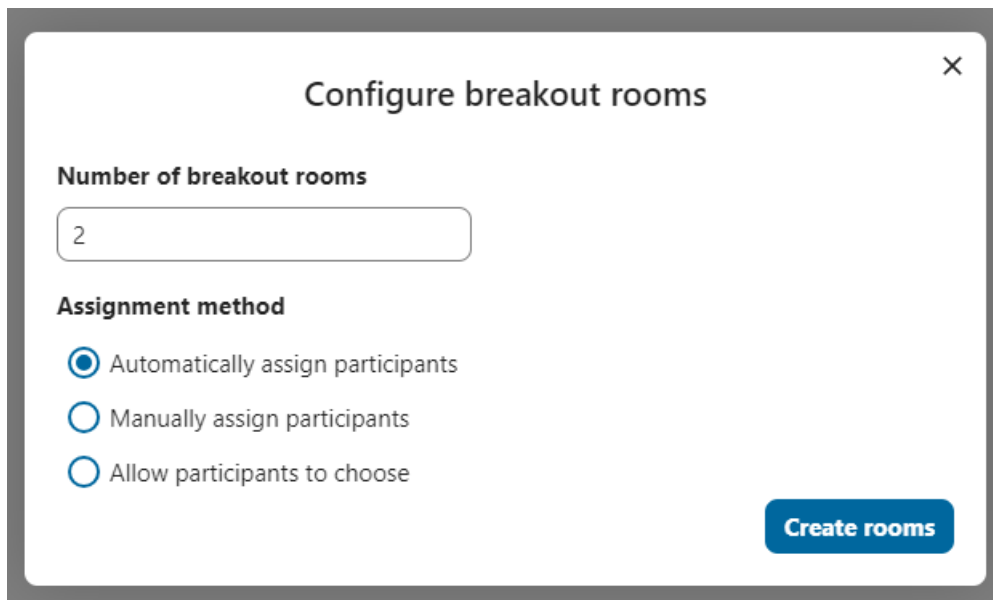 Configure breakout rooms
Number of breakout rooms
2
Assignment method
Automatically assign participants
Manually assign participants
Allow participants to choose
Create rooms